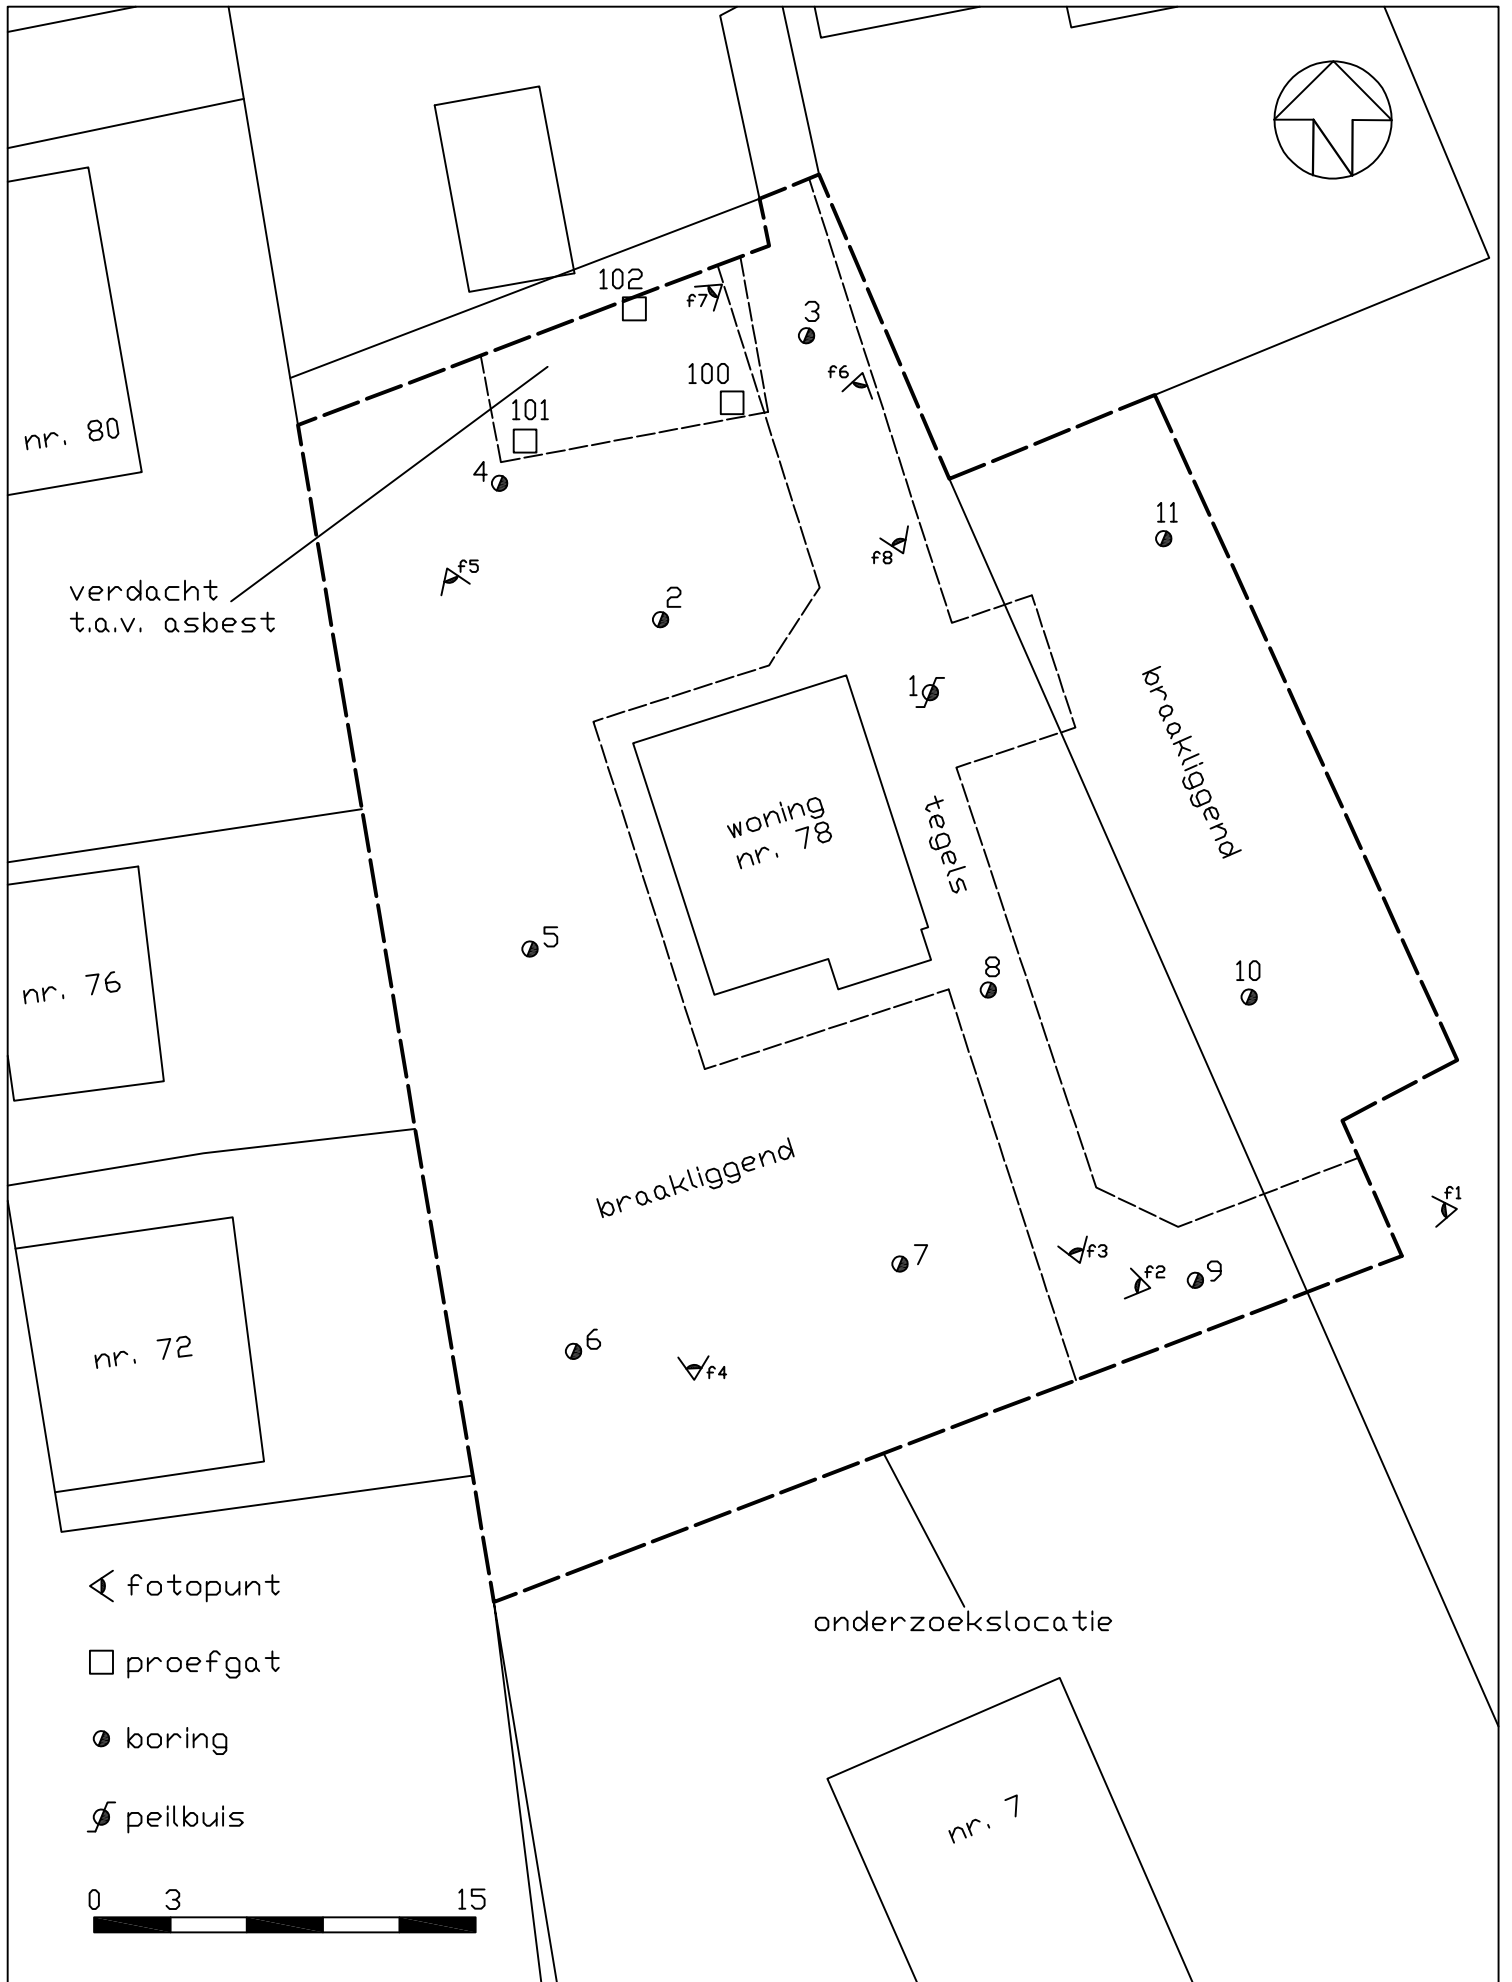 N
102
f7
3
f6
100
101
nr. 80
4
11
f8
f5
verdacht
t.a.v. asbest
2
1
braakliggend
woning
nr. 78
tegels
5
8
10
nr. 76
braakliggend
f1
f3
7
f2
9
6
f4
nr. 72
fotopunt
onderzoekslocatie
proefgat
boring
peilbuis
nr. 7
0 3 15